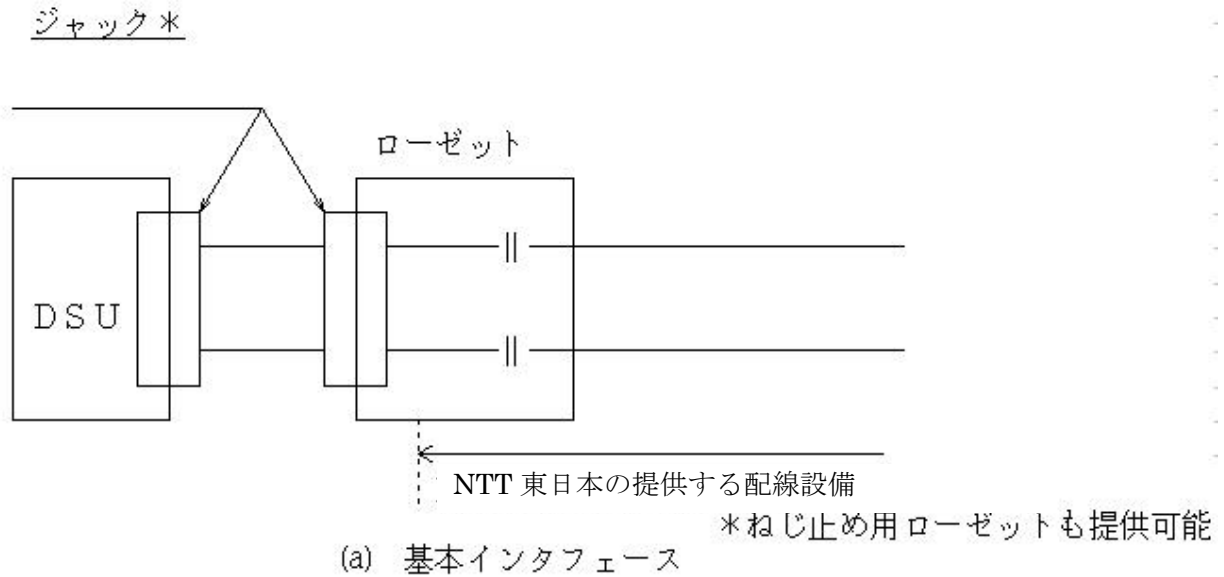 ジャック＊
ローゼット
ＤＳＵ
NTT 東日本の提供する配線設備
＊ねじ止め用ローゼットも提供可能
(a) 基本インタフェース